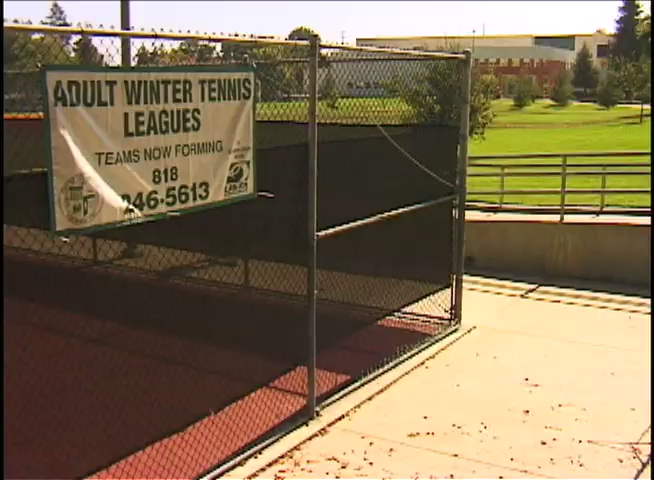 ADULT WINTER TENNIS
LEAGUES
TEAMS NOW FORMING
818
246-5613